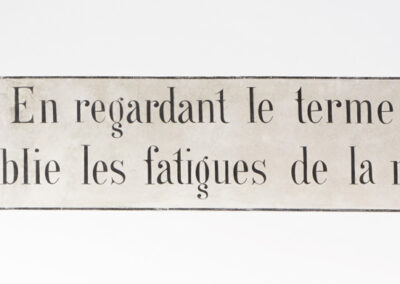 En regardant le terme
blie les fatigues de la